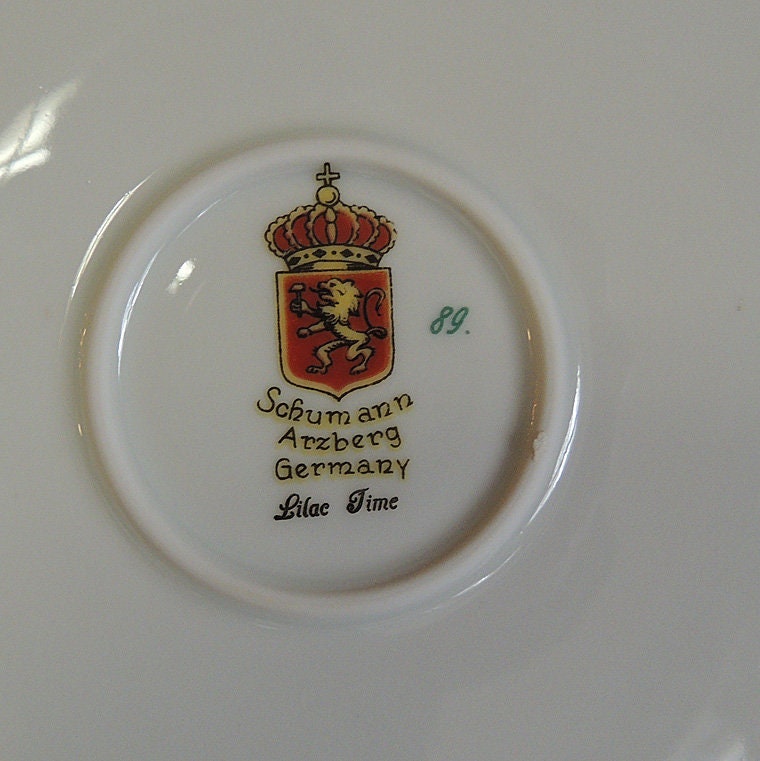 89.
Schumann
Arzberg
Germany
Lilac Time